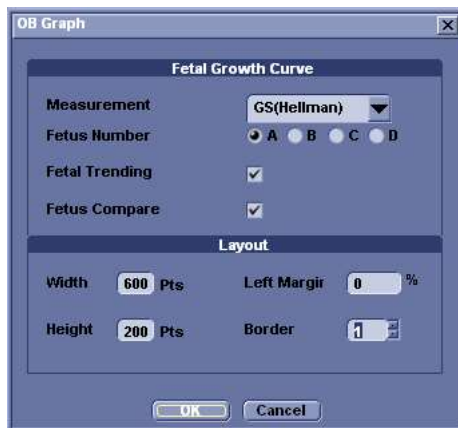 OB Graph
Fetal Growth Curve
Measurement GS(Hellman)
Fetus Number A B C D
Fetal Trending
Fetus Compare
Layout
Width 600 Pts Left Margir 0 %
Height 200 Pts Border 1
OK Cancel